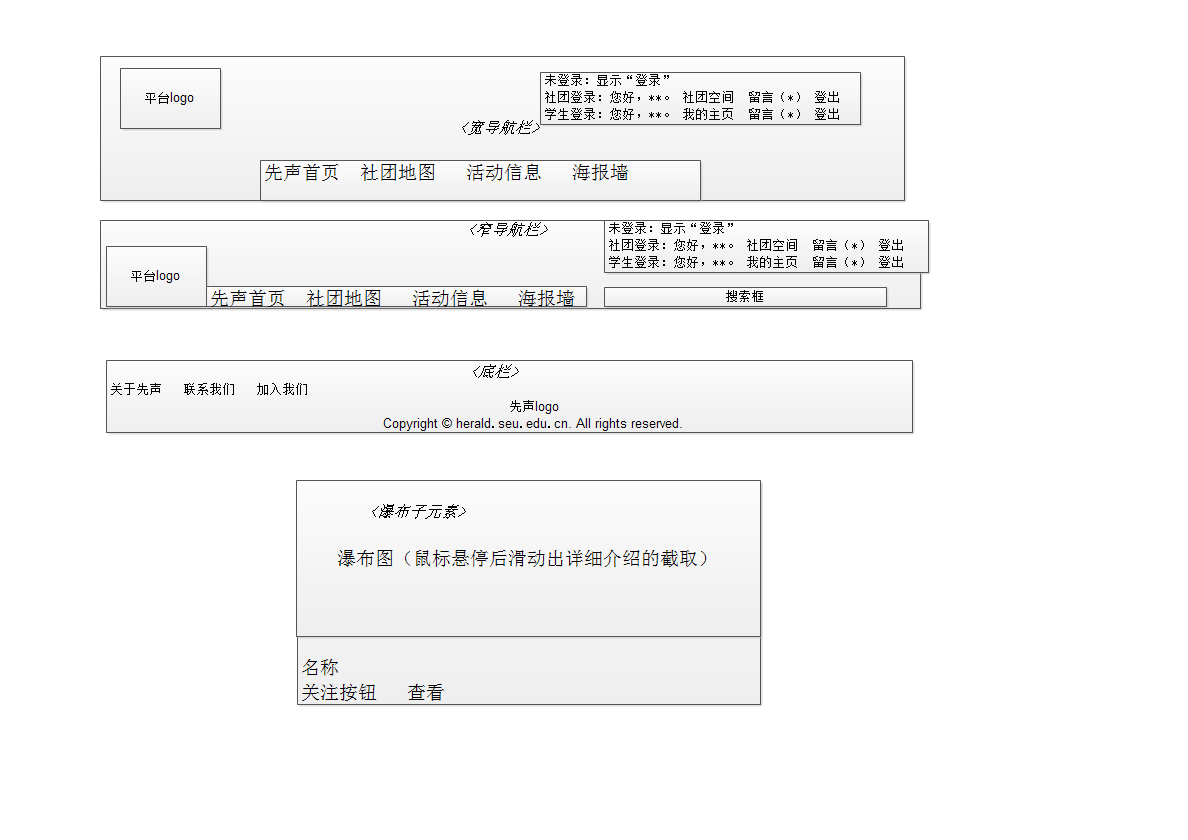 平台logo
未登录：显示“登录”
社团登录：您好，**。 社团空间 留言（*） 登出
学生登录：您好，**。 我的主页 留言（*） 登出
<宽导航栏>
先声首页 社团地图 活动信息 海报墙
<窄导航栏>
未登录：显示“登录”
社团登录：您好，**。 社团空间 留言（*） 登出
学生登录：您好，**。 我的主页 留言（*） 登出
平台logo
先声首页 社团地图 活动信息 海报墙
搜索框
<底栏>
关于先声 联系我们 加入我们
先声logo
Copyright © herald. seu. edu. cn. All rights reserved.
<瀑布子元素>
瀑布图（鼠标悬停后滑动出详细介绍的截取）
名称
关注按钮 查看